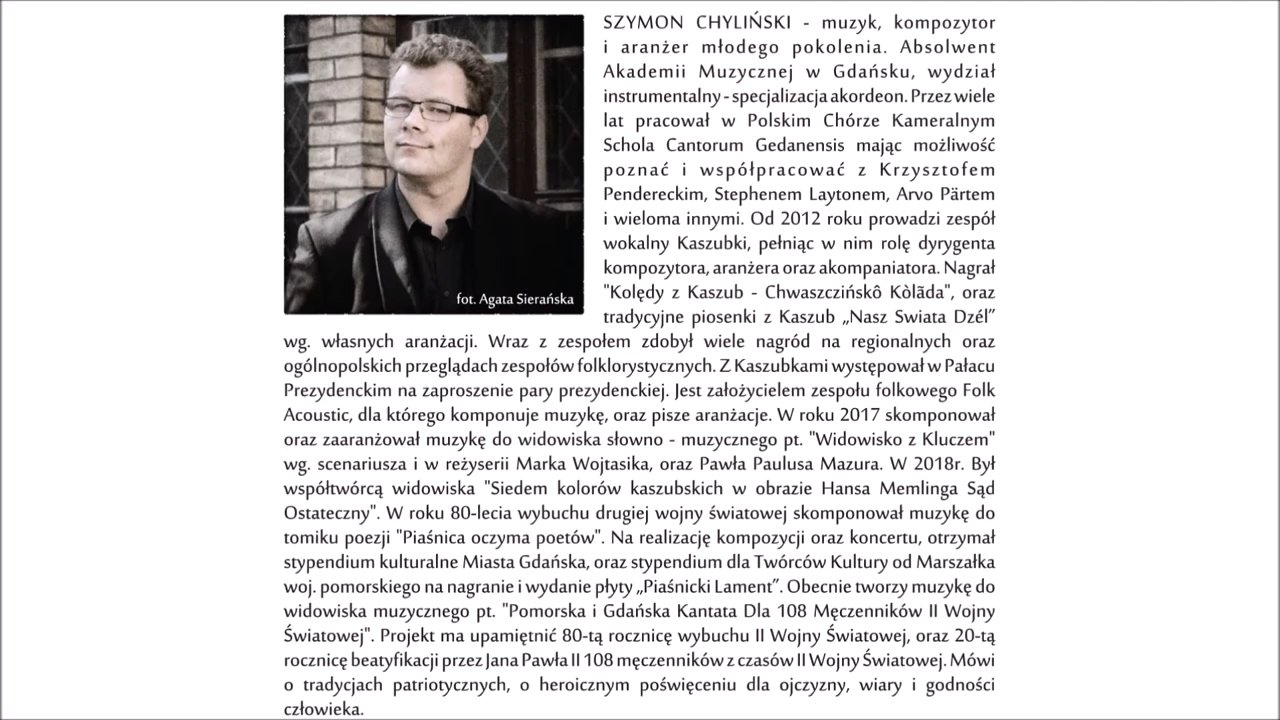 SZYMON CHYLIŃSKI - muzyk, kompozytor
i aranżer młodego pokolenia. Absolwent
Akademii Muzycznej w Gdańsku, wydział
instrumentalny - specjalizacja akordeon. Przez wiele
lat pracował w Polskim Chórze Kameralnym
Schola Cantorum Gedanensis mając możliwość
poznać i współpracować z Krzysztofem
Pendereckim, Stephenem Laytonem, Arvo Pärtem
i wieloma innymi. Od 2012 roku prowadzi zespół
wokalny Kaszubki, pełniąc w nim rolę dyrygenta
kompozytora, aranżera oraz akompaniatora. Nagrał
"Kolędy z Kaszub - Chwaszczińskô Kòlãda", oraz
tradycyjne piosenki z Kaszub „Nasz Swiata Dzél”
fot. Agata Sierańska
wg. własnych aranżacji. Wraz z zespołem zdobył wiele nagród na regionalnych oraz
ogólnopolskich przeglądach zespołów folklorystycznych. Z Kaszubkami występował w Pałacu
Prezydenckim na zaproszenie pary prezydenckiej. Jest założycielem zespołu folkowego Folk
Acoustic, dla którego komponuje muzykę, oraz pisze aranżacje. W roku 2017 skomponował
oraz zaaranżował muzykę do widowiska słowno - muzycznego pt. "Widowisko z Kluczem"
wg. scenariusza i w reżyserii Marka Wojtasika, oraz Pawła Paulusa Mazura. W 2018r. Był
współtwórcą widowiska "Siedem kolorów kaszubskich w obrazie Hansa Memlinga Sąd
Ostateczny". W roku 80-lecia wybuchu drugiej wojny światowej skomponował muzykę do
tomiku poezji "Piaśnica oczyma poetów". Na realizację kompozycji oraz koncertu, otrzymał
stypendium kulturalne Miasta Gdańska, oraz stypendium dla Twórców Kultury od Marszałka
woj. pomorskiego na nagranie i wydanie płyty „Piaśnicki Lament”. Obecnie tworzy muzykę do
widowiska muzycznego pt. "Pomorska i Gdańska Kantata Dla 108 Męczenników II Wojny
Światowej". Projekt ma upamiętnić 80-tą rocznicę wybuchu II Wojny Światowej, oraz 20-tą
rocznicę beatyfikacji przez Jana Pawła II 108 męczenników z czasów II Wojny Światowej. Mówi
o tradycjach patriotycznych, o heroicznym poświęceniu dla ojczyzny, wiary i godności
człowieka.